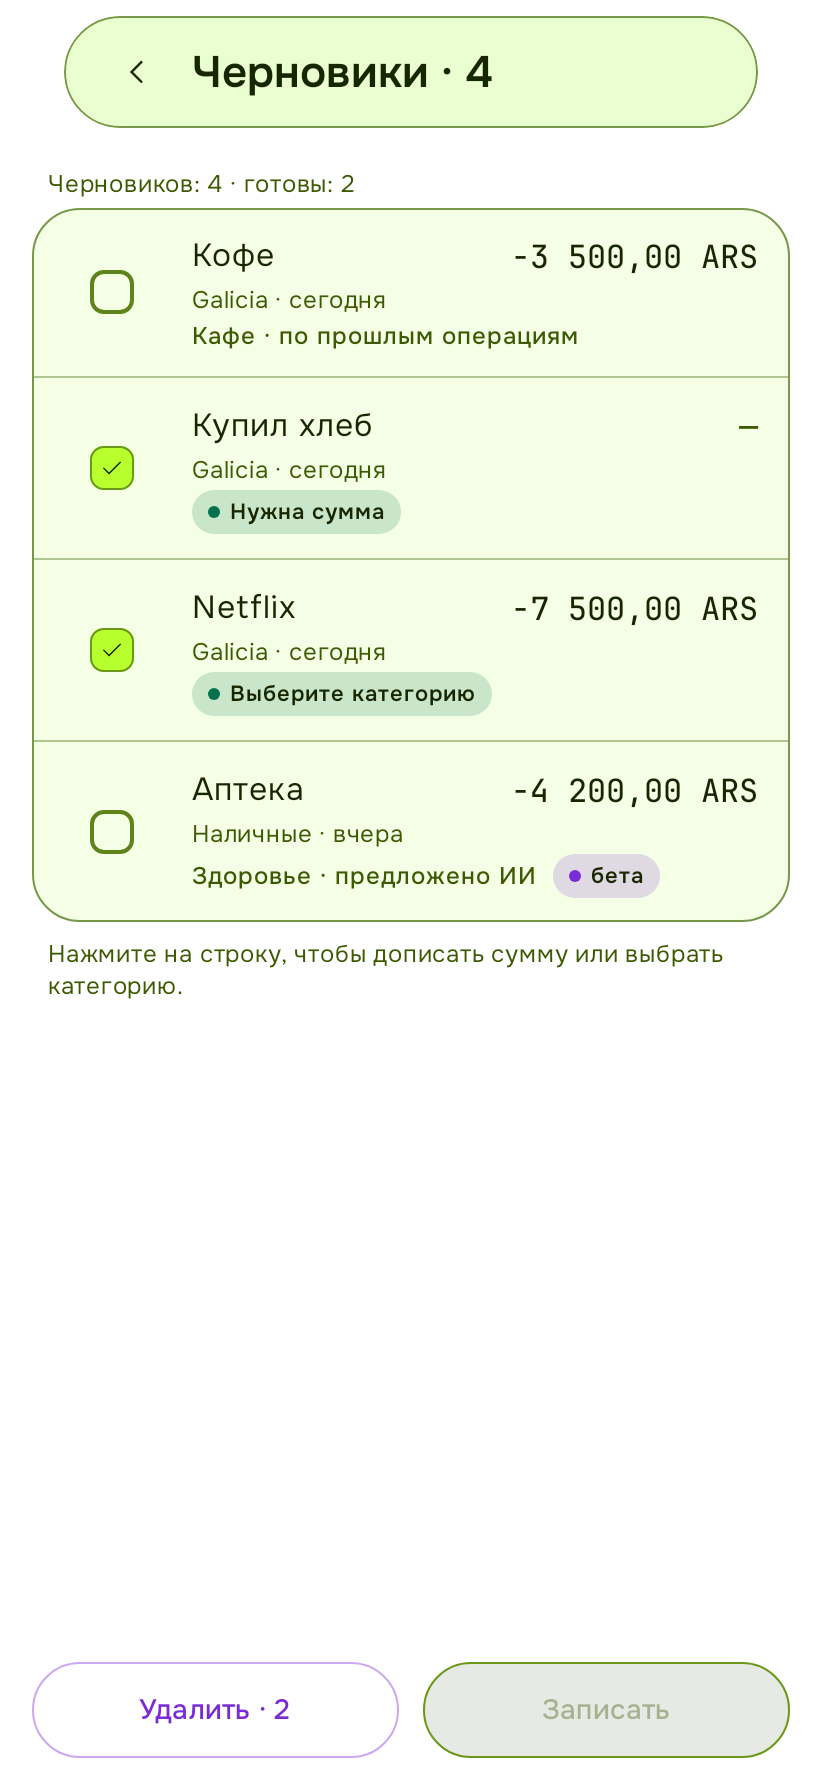 Черновики · 4
Черновиков: 4 · готовы: 2
Кофе -3 500,00 ARS
Galicia · сегодня
Кафе · по прошлым операциям
Купил хлеб —
Galicia · сегодня
Нужна сумма
Netflix -7 500,00 ARS
Galicia · сегодня
Выберите категорию
Аптека -4 200,00 ARS
Наличные · вчера
Здоровье · предложено ИИ бета
Нажмите на строку, чтобы дописать сумму или выбрать
категорию.
Удалить · 2 Записать